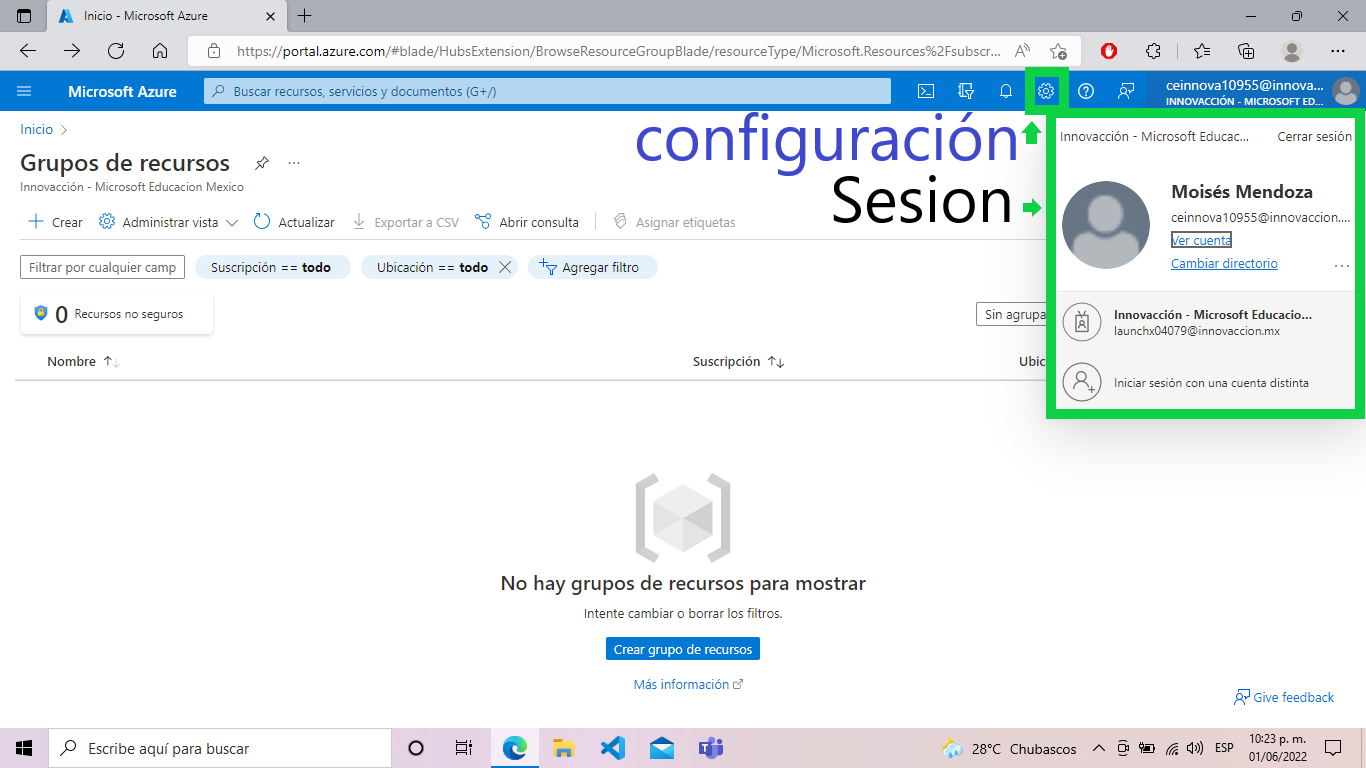 Inicio - Microsoft Azure
https://portal.azure.com/#blade/HubsExtension/BrowseResourceGroupBlade/resourceType/Microsoft.Resources%2Fsubscr...
Microsoft Azure
Buscar recursos, servicios y documentos (G+/)
ceinnova10955@innova...
INNOVACCIÓN - MICROSOFT ED...
Inicio >
configuración
Innovacción - Microsoft Educac...
Cerrar sesión
Grupos de recursos
Innovacción - Microsoft Educacion Mexico
Sesion
Moisés Mendoza
ceinnova10955@innovaccion....
Ver cuenta
Cambiar directorio
Crear
Administrar vista
Actualizar
Exportar a CSV
Abrir consulta
Asignar etiquetas
Filtrar por cualquier camp
Suscripción == todo
Ubicación == todo
Agregar filtro
0 Recursos no seguros
Sin agrupa
Innovacción - Microsoft Educacio...
launchx04079@innovaccion.mx
Iniciar sesión con una cuenta distinta
Nombre
Suscripción
Ubic
No hay grupos de recursos para mostrar
Intente cambiar o borrar los filtros.
Crear grupo de recursos
Más información
Give feedback
Escribe aquí para buscar
28°C Chubascos
ESP
10:23 p. m.
01/06/2022